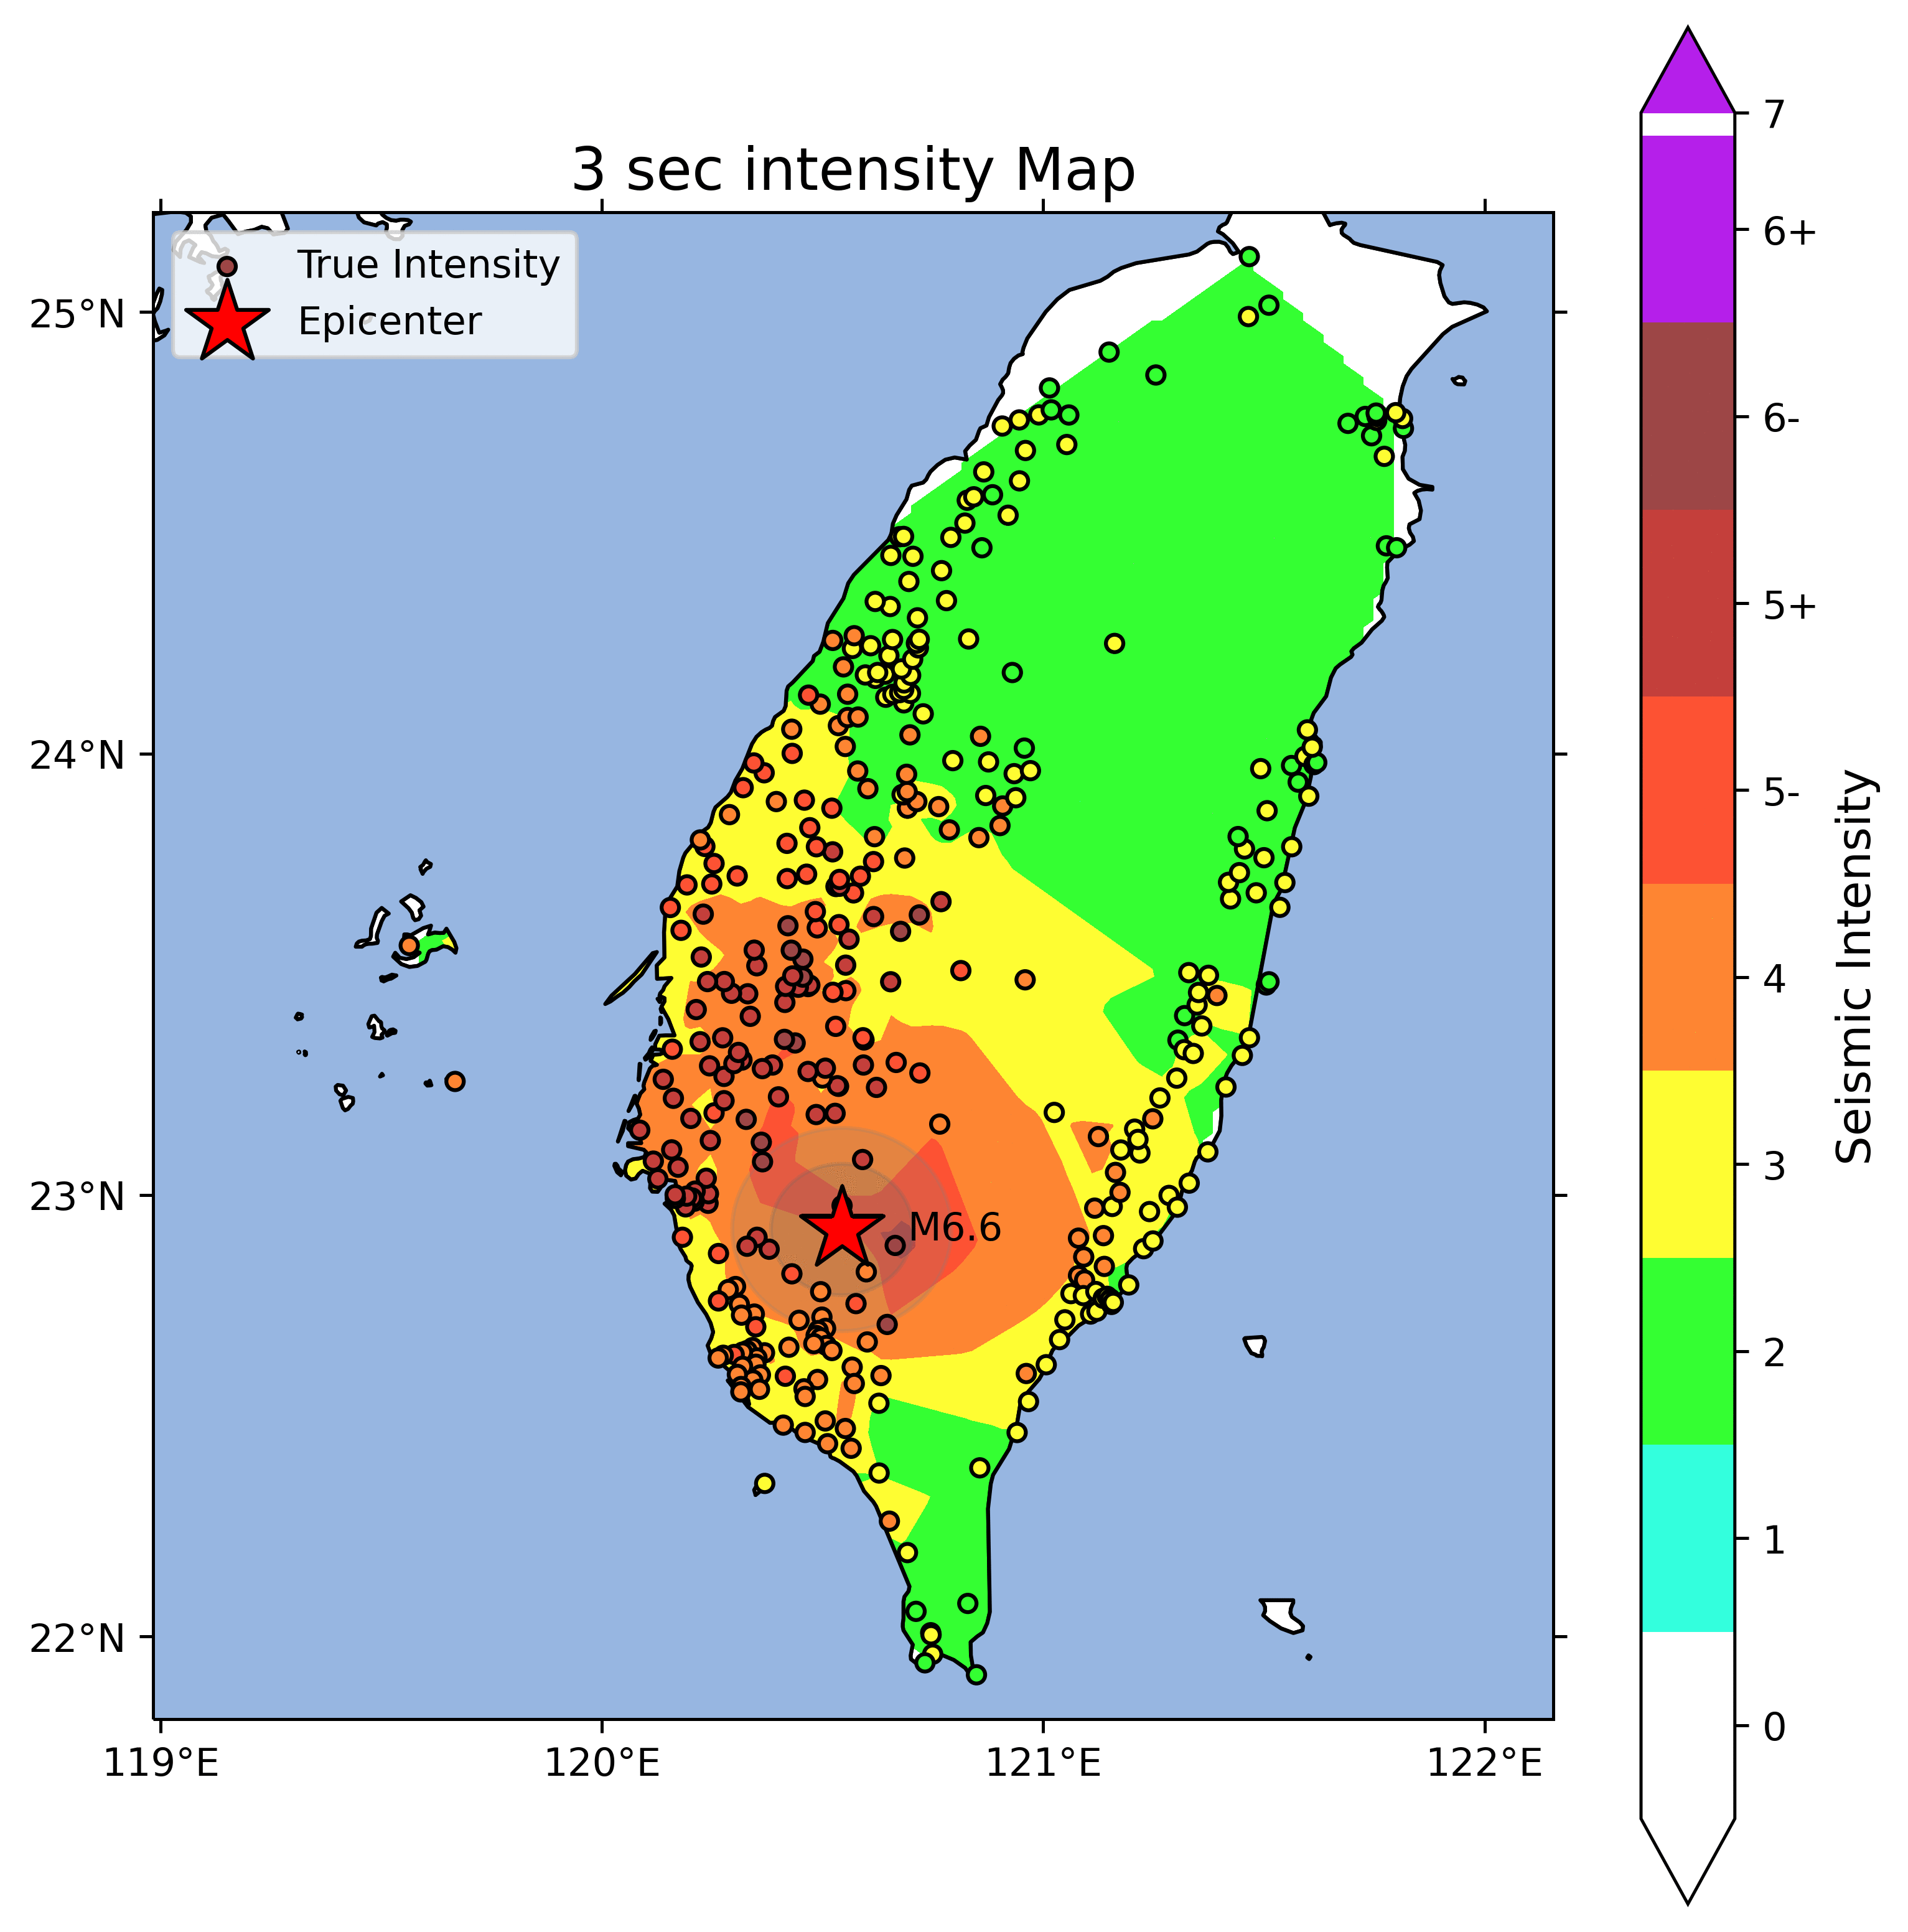 3 sec intensity Map
True Intensity
Epicenter
25°N
24°N
23°N
22°N
119°E
120°E
121°E
122°E
M6.6
7
6+
6-
5+
5-
4
3
2
1
0
Seismic Intensity